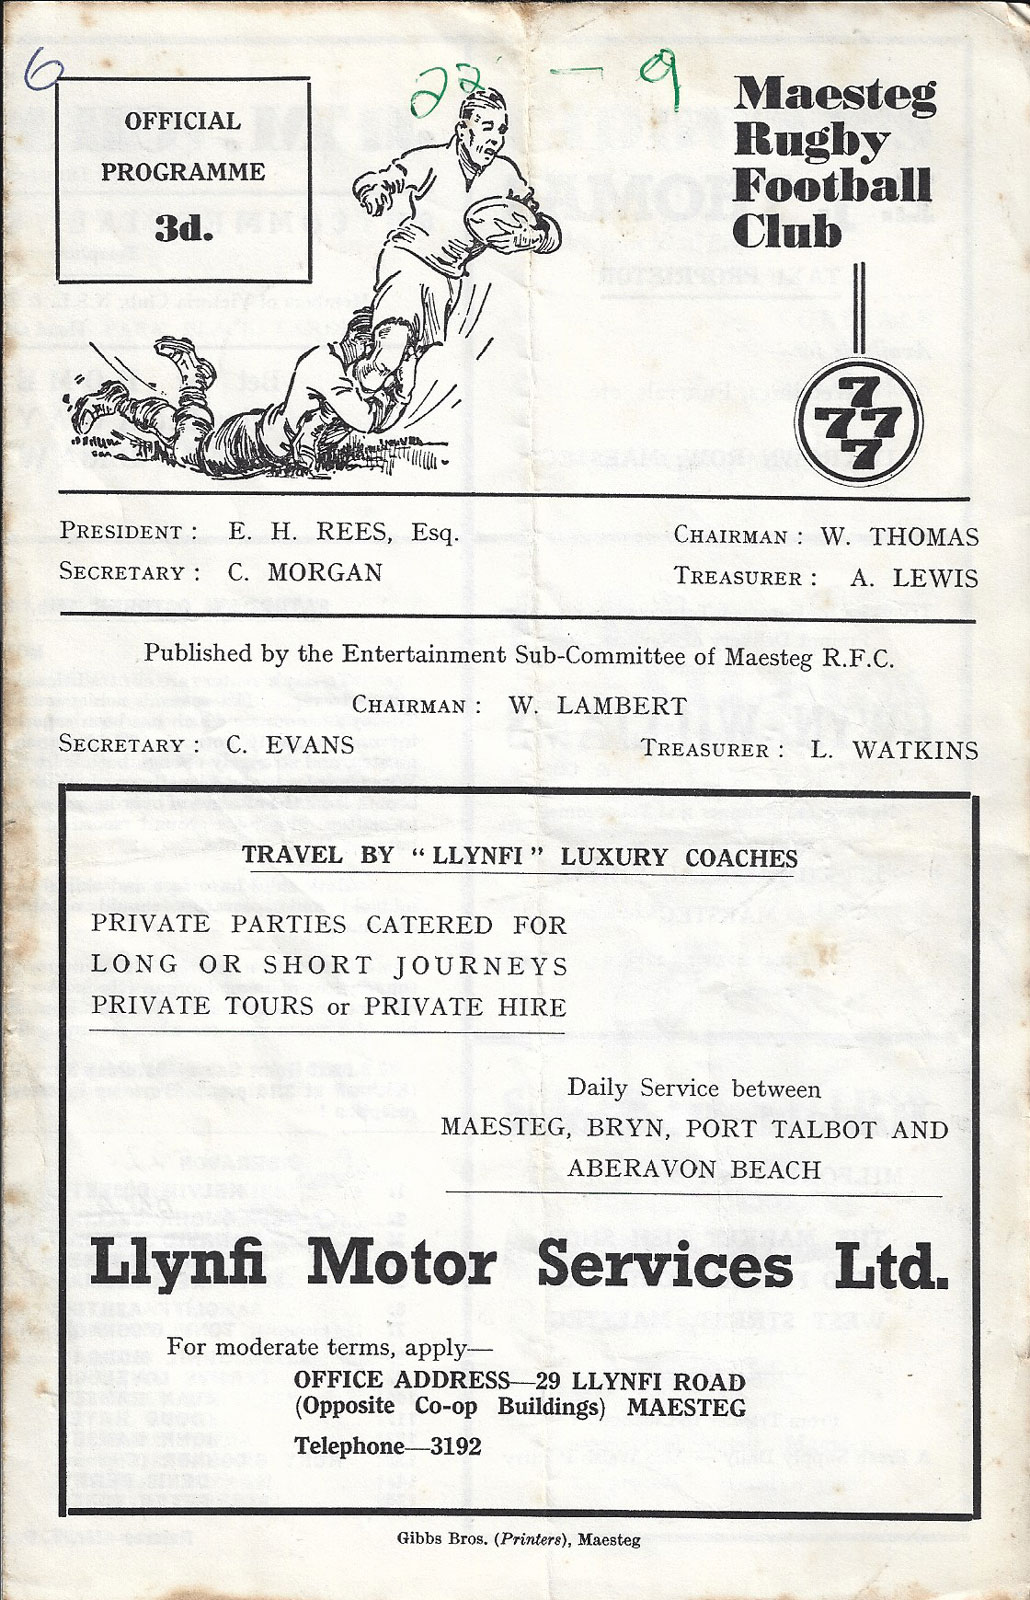 6
22 — 9
OFFICIAL
PROGRAMME
3d.
Maesteg
Rugby
Football
Club
7
777
7
PRESIDENT : E. H. REES, Esq.
CHAIRMAN : W. THOMAS
SECRETARY : C. MORGAN
TREASURER : A. LEWIS
Published by the Entertainment Sub-Committee of Maesteg R.F.C.
CHAIRMAN : W. LAMBERT
SECRETARY : C. EVANS
TREASURER : L. WATKINS
TRAVEL BY “ LLYNFI ” LUXURY COACHES
PRIVATE PARTIES CATERED FOR
LONG OR SHORT JOURNEYS
PRIVATE TOURS or PRIVATE HIRE
Daily Service between
MAESTEG, BRYN, PORT TALBOT AND
ABERAVON BEACH
Llynfi Motor Services Ltd.
For moderate terms, apply—
OFFICE ADDRESS—29 LLYNFI ROAD
(Opposite Co-op Buildings) MAESTEG
Telephone—3192
Gibbs Bros. (Printers), Maesteg